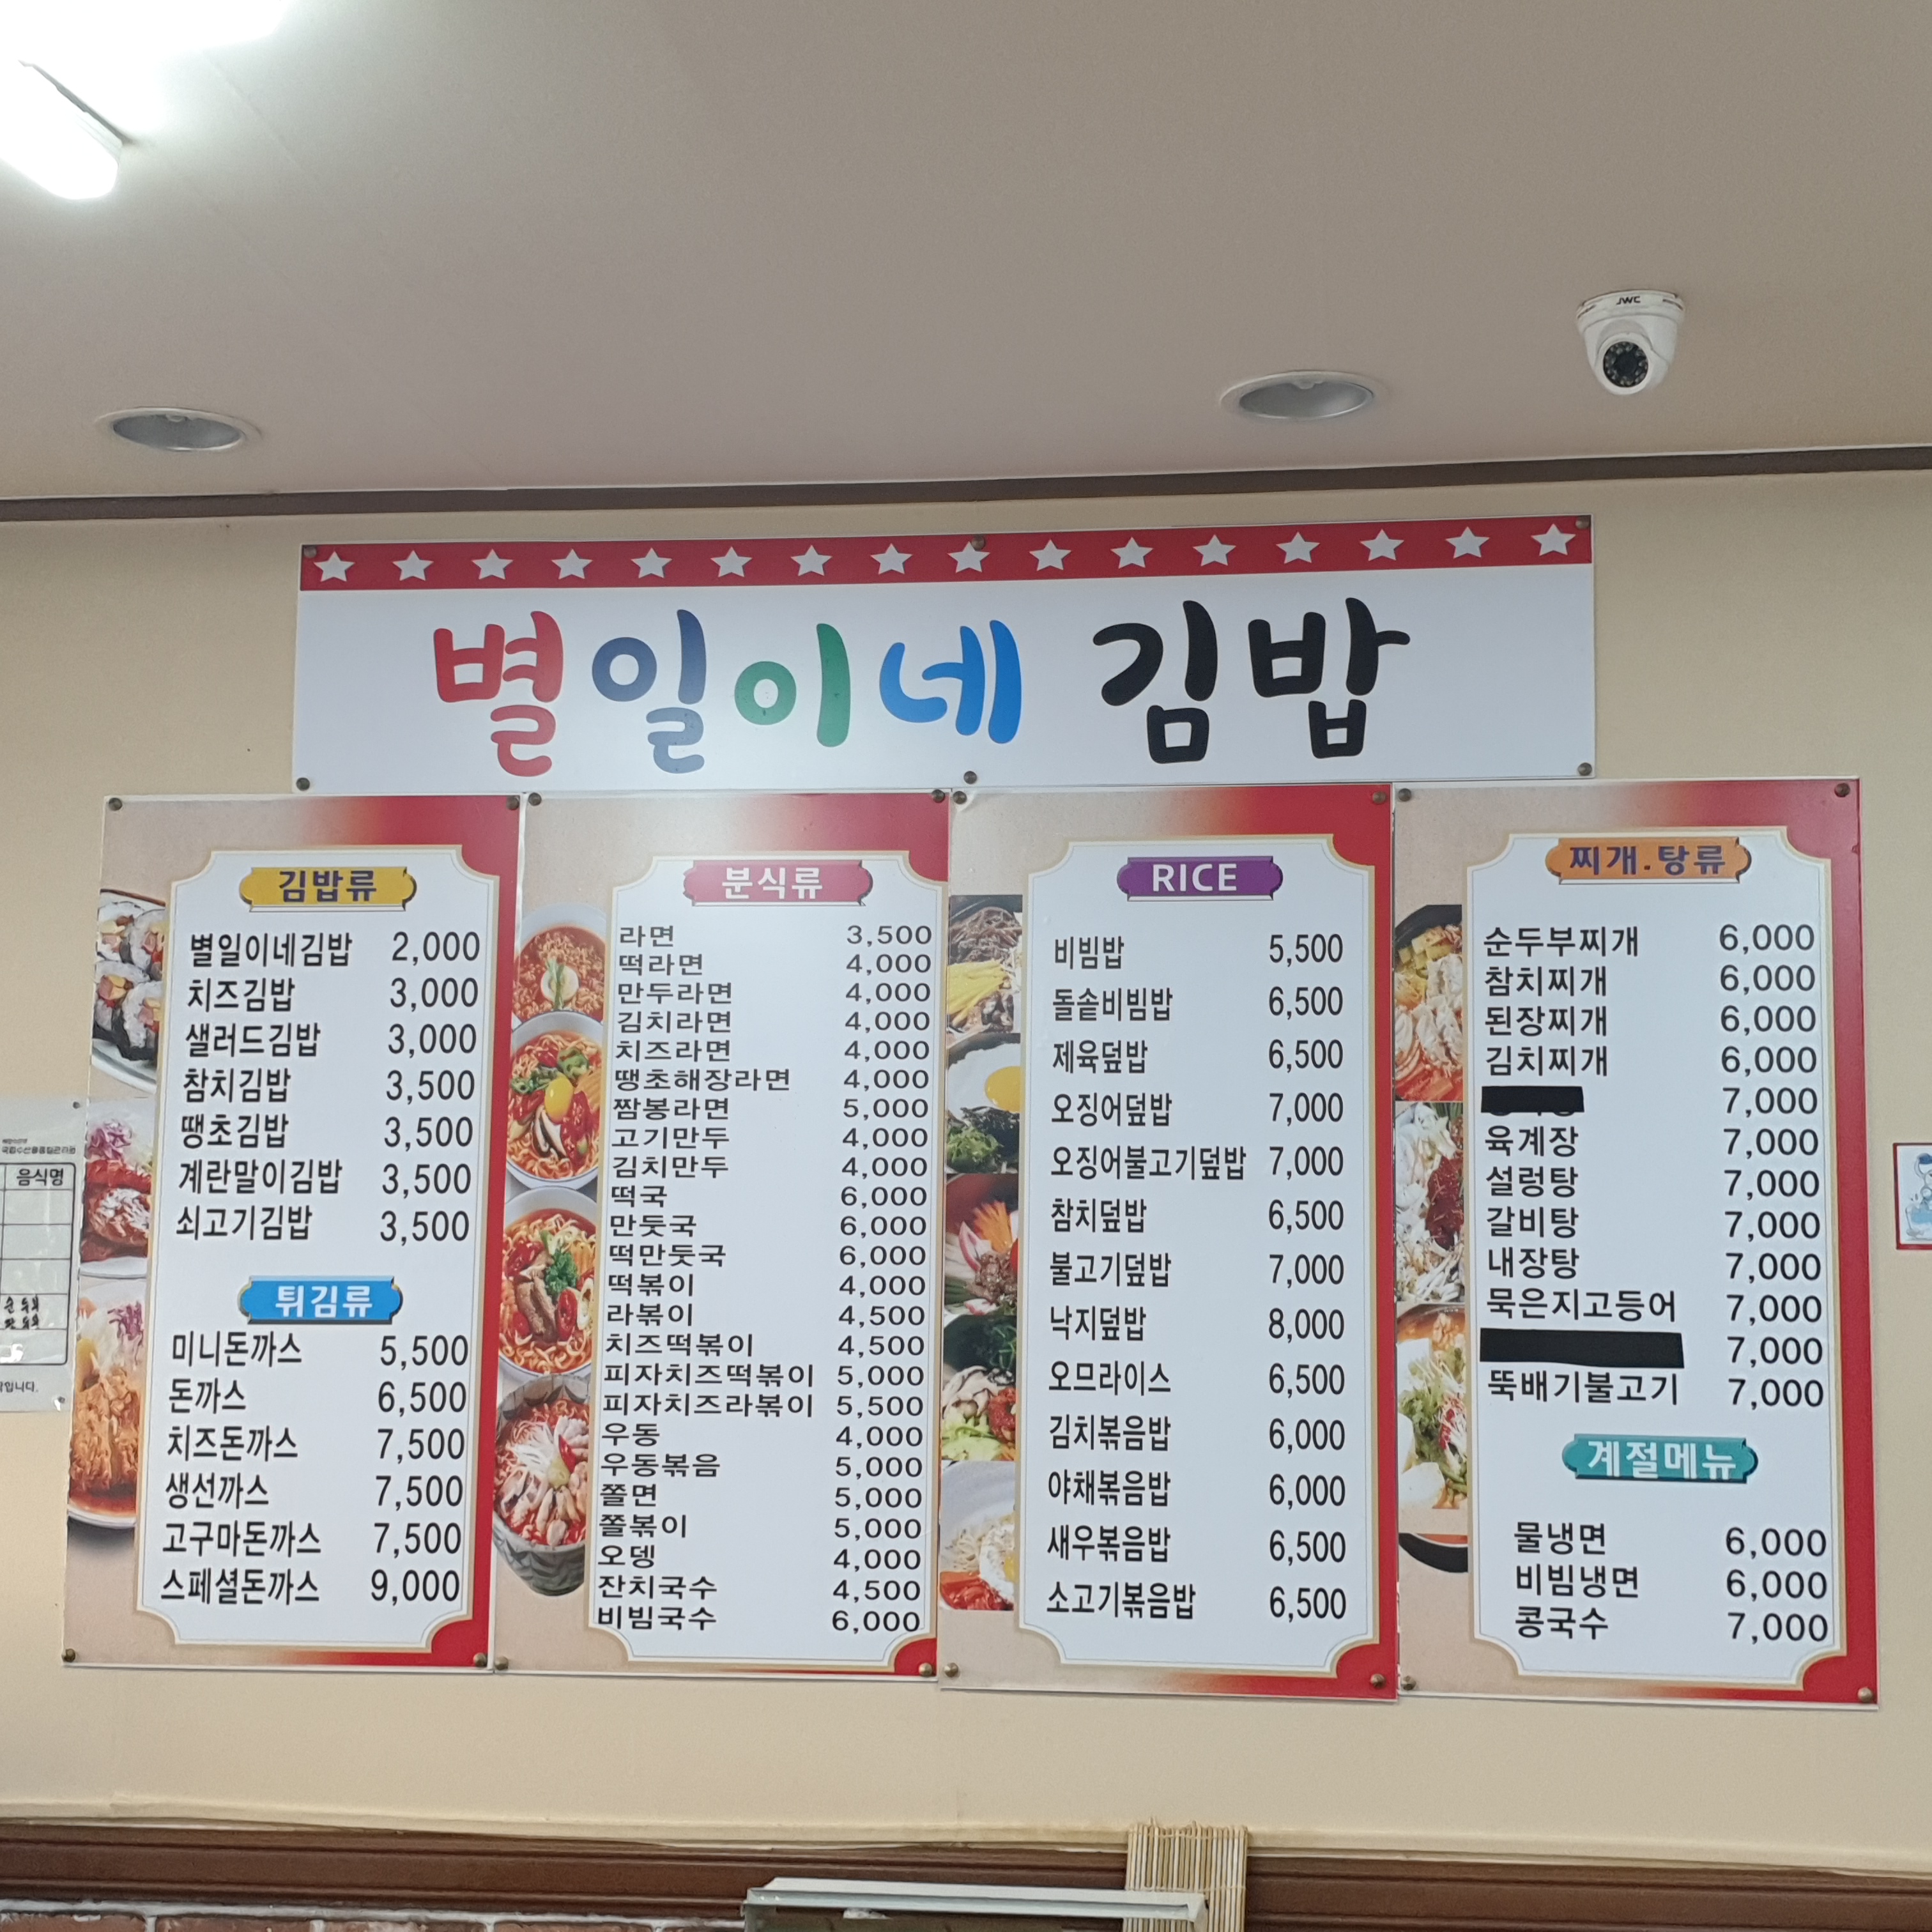 JWC
별일이네 김밥
김밥류
별일이네김밥 2,000
치즈김밥 3,000
샐러드김밥 3,000
참치김밥 3,500
땡초김밥 3,500
계란말이김밥 3,500
쇠고기김밥 3,500
튀김류
미니돈까스 5,500
돈까스 6,500
치즈돈까스 7,500
생선까스 7,500
고구마돈까스 7,500
스페셜돈까스 9,000
분식류
라면 3,500
떡라면 4,000
만두라면 4,000
김치라면 4,000
치즈라면 4,000
땡초해장라면 4,000
짬봉라면 5,000
고기만두 4,000
김치만두 4,000
떡국 6,000
만둣국 6,000
떡만둣국 6,000
떡볶이 4,000
라볶이 4,500
치즈떡볶이 4,500
피자치즈떡볶이 5,000
피자치즈라볶이 5,500
우동 4,000
우동볶음 5,000
쫄면 5,000
쫄볶이 5,000
오뎅 4,000
잔치국수 4,500
비빔국수 6,000
RICE
비빔밥 5,500
돌솥비빔밥 6,500
제육덮밥 6,500
오징어덮밥 7,000
오징어불고기덮밥 7,000
참치덮밥 6,500
불고기덮밥 7,000
낙지덮밥 8,000
오므라이스 6,500
김치볶음밥 6,000
야채볶음밥 6,000
새우볶음밥 6,500
소고기볶음밥 6,500
찌개.탕류
순두부찌개 6,000
참치찌개 6,000
된장찌개 6,000
김치찌개 6,000
7,000
육계장 7,000
설렁탕 7,000
갈비탕 7,000
내장탕 7,000
묵은지고등어 7,000
7,000
뚝배기불고기 7,000
계절메뉴
물냉면 6,000
비빔냉면 6,000
콩국수 7,000
음식명